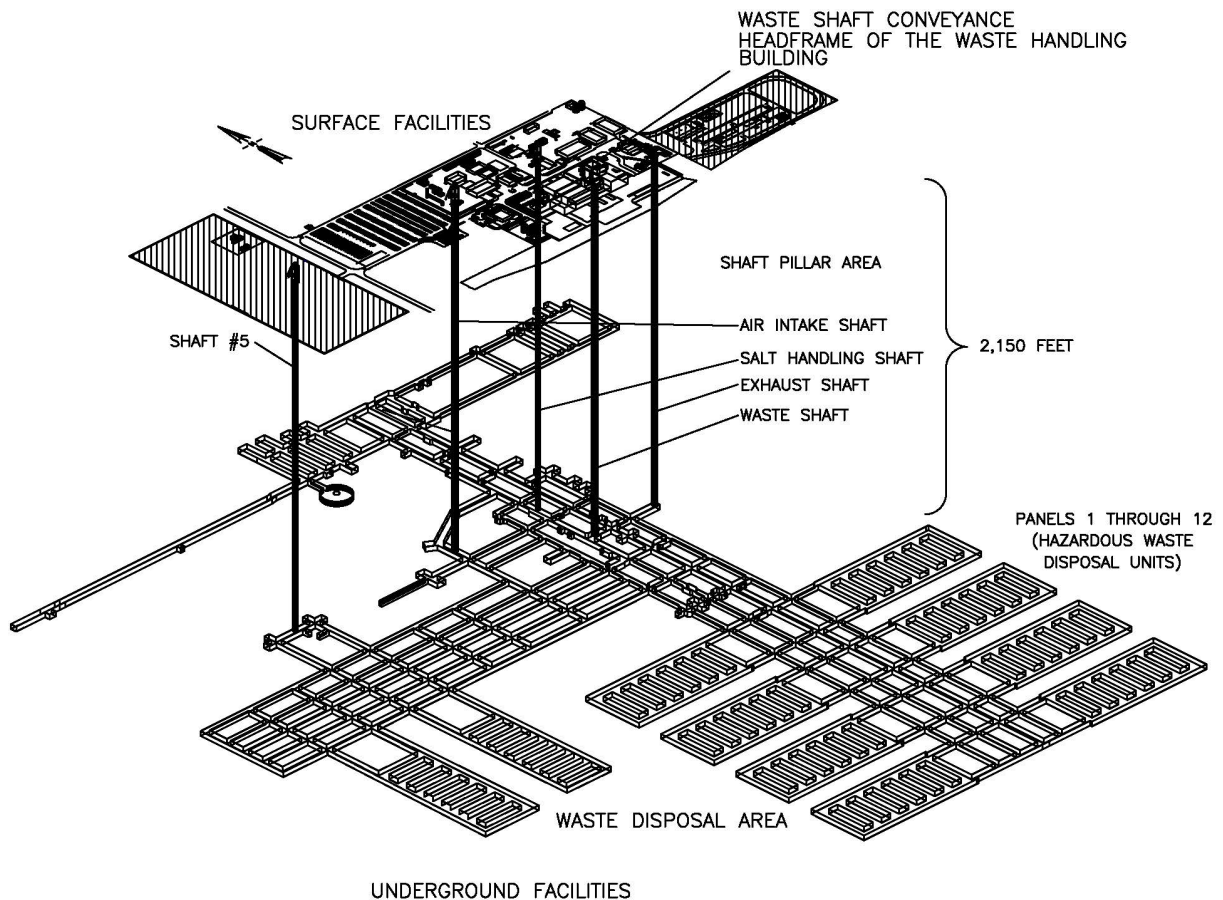 WASTE SHAFT CONVEYANCE
HEADFRAME OF THE WASTE HANDLING
BUILDING
SURFACE FACILITIES
SHAFT PILLAR AREA
SHAFT #5
AIR INTAKE SHAFT
2,150 FEET
SALT HANDLING SHAFT
EXHAUST SHAFT
WASTE SHAFT
PANELS 1 THROUGH 12
(HAZARDOUS WASTE
DISPOSAL UNITS)
WASTE DISPOSAL AREA
UNDERGROUND FACILITIES